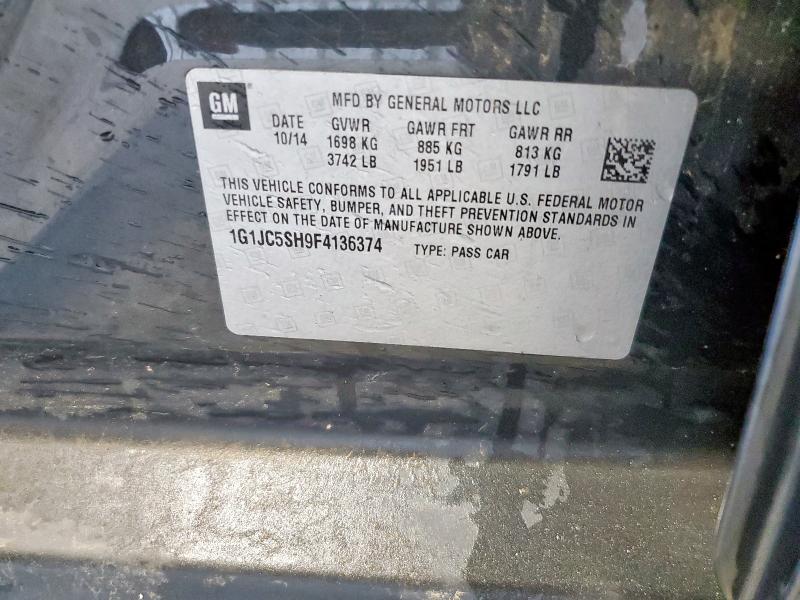 GM
MFD BY GENERAL MOTORS LLC
DATE GVWR GAWR FRT GAWR RR
10/14 1698 KG 885 KG 813 KG
3742 LB 1951 LB 1791 LB
THIS VEHICLE CONFORMS TO ALL APPLICABLE U.S. FEDERAL MOTOR
VEHICLE SAFETY, BUMPER, AND THEFT PREVENTION STANDARDS IN
EFFECT ON THE DATE OF MANUFACTURE SHOWN ABOVE.
1G1JC5SH9F4136374 TYPE: PASS CAR